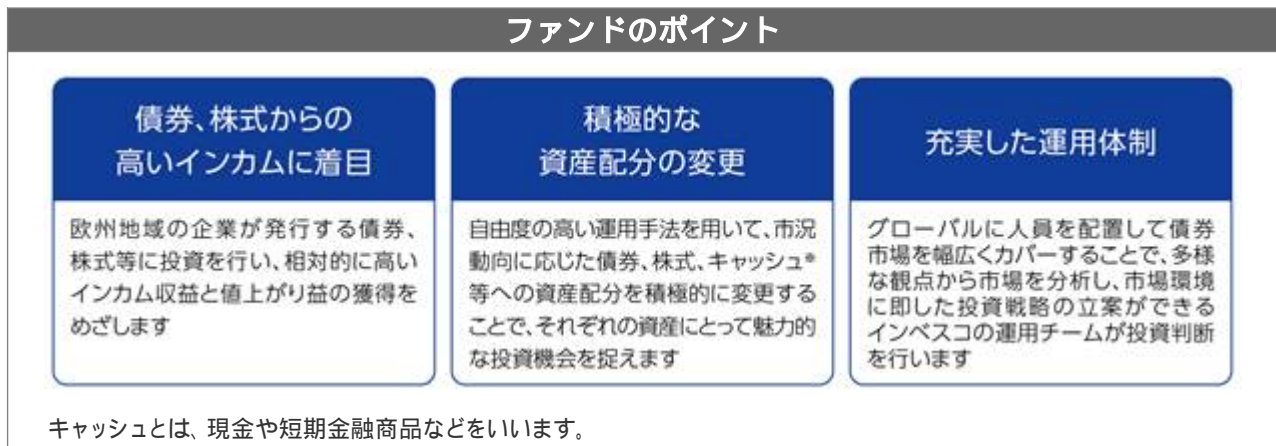 ファンドのポイント
債券、株式からの
高いインカムに着目
欧州地域の企業が発行する債券、
株式等に投資を行い、相対的に高い
インカム収益と値上がり益の獲得を
めざします
積極的な
資産配分の変更
自由度の高い運用手法を用いて、市況
動向に応じた債券、株式、キャッシュ※
等への資産配分を積極的に変更する
ことで、それぞれの資産にとって魅力的
な投資機会を捉えます
充実した運用体制
グローバルに人員を配置して債券
市場を幅広くカバーすることで、多様
な観点から市場を分析し、市場環境
に即した投資戦略の立案ができる
インベスコの運用チームが投資判断
を行います
キャッシュとは、現金や短期金融商品などをいいます。